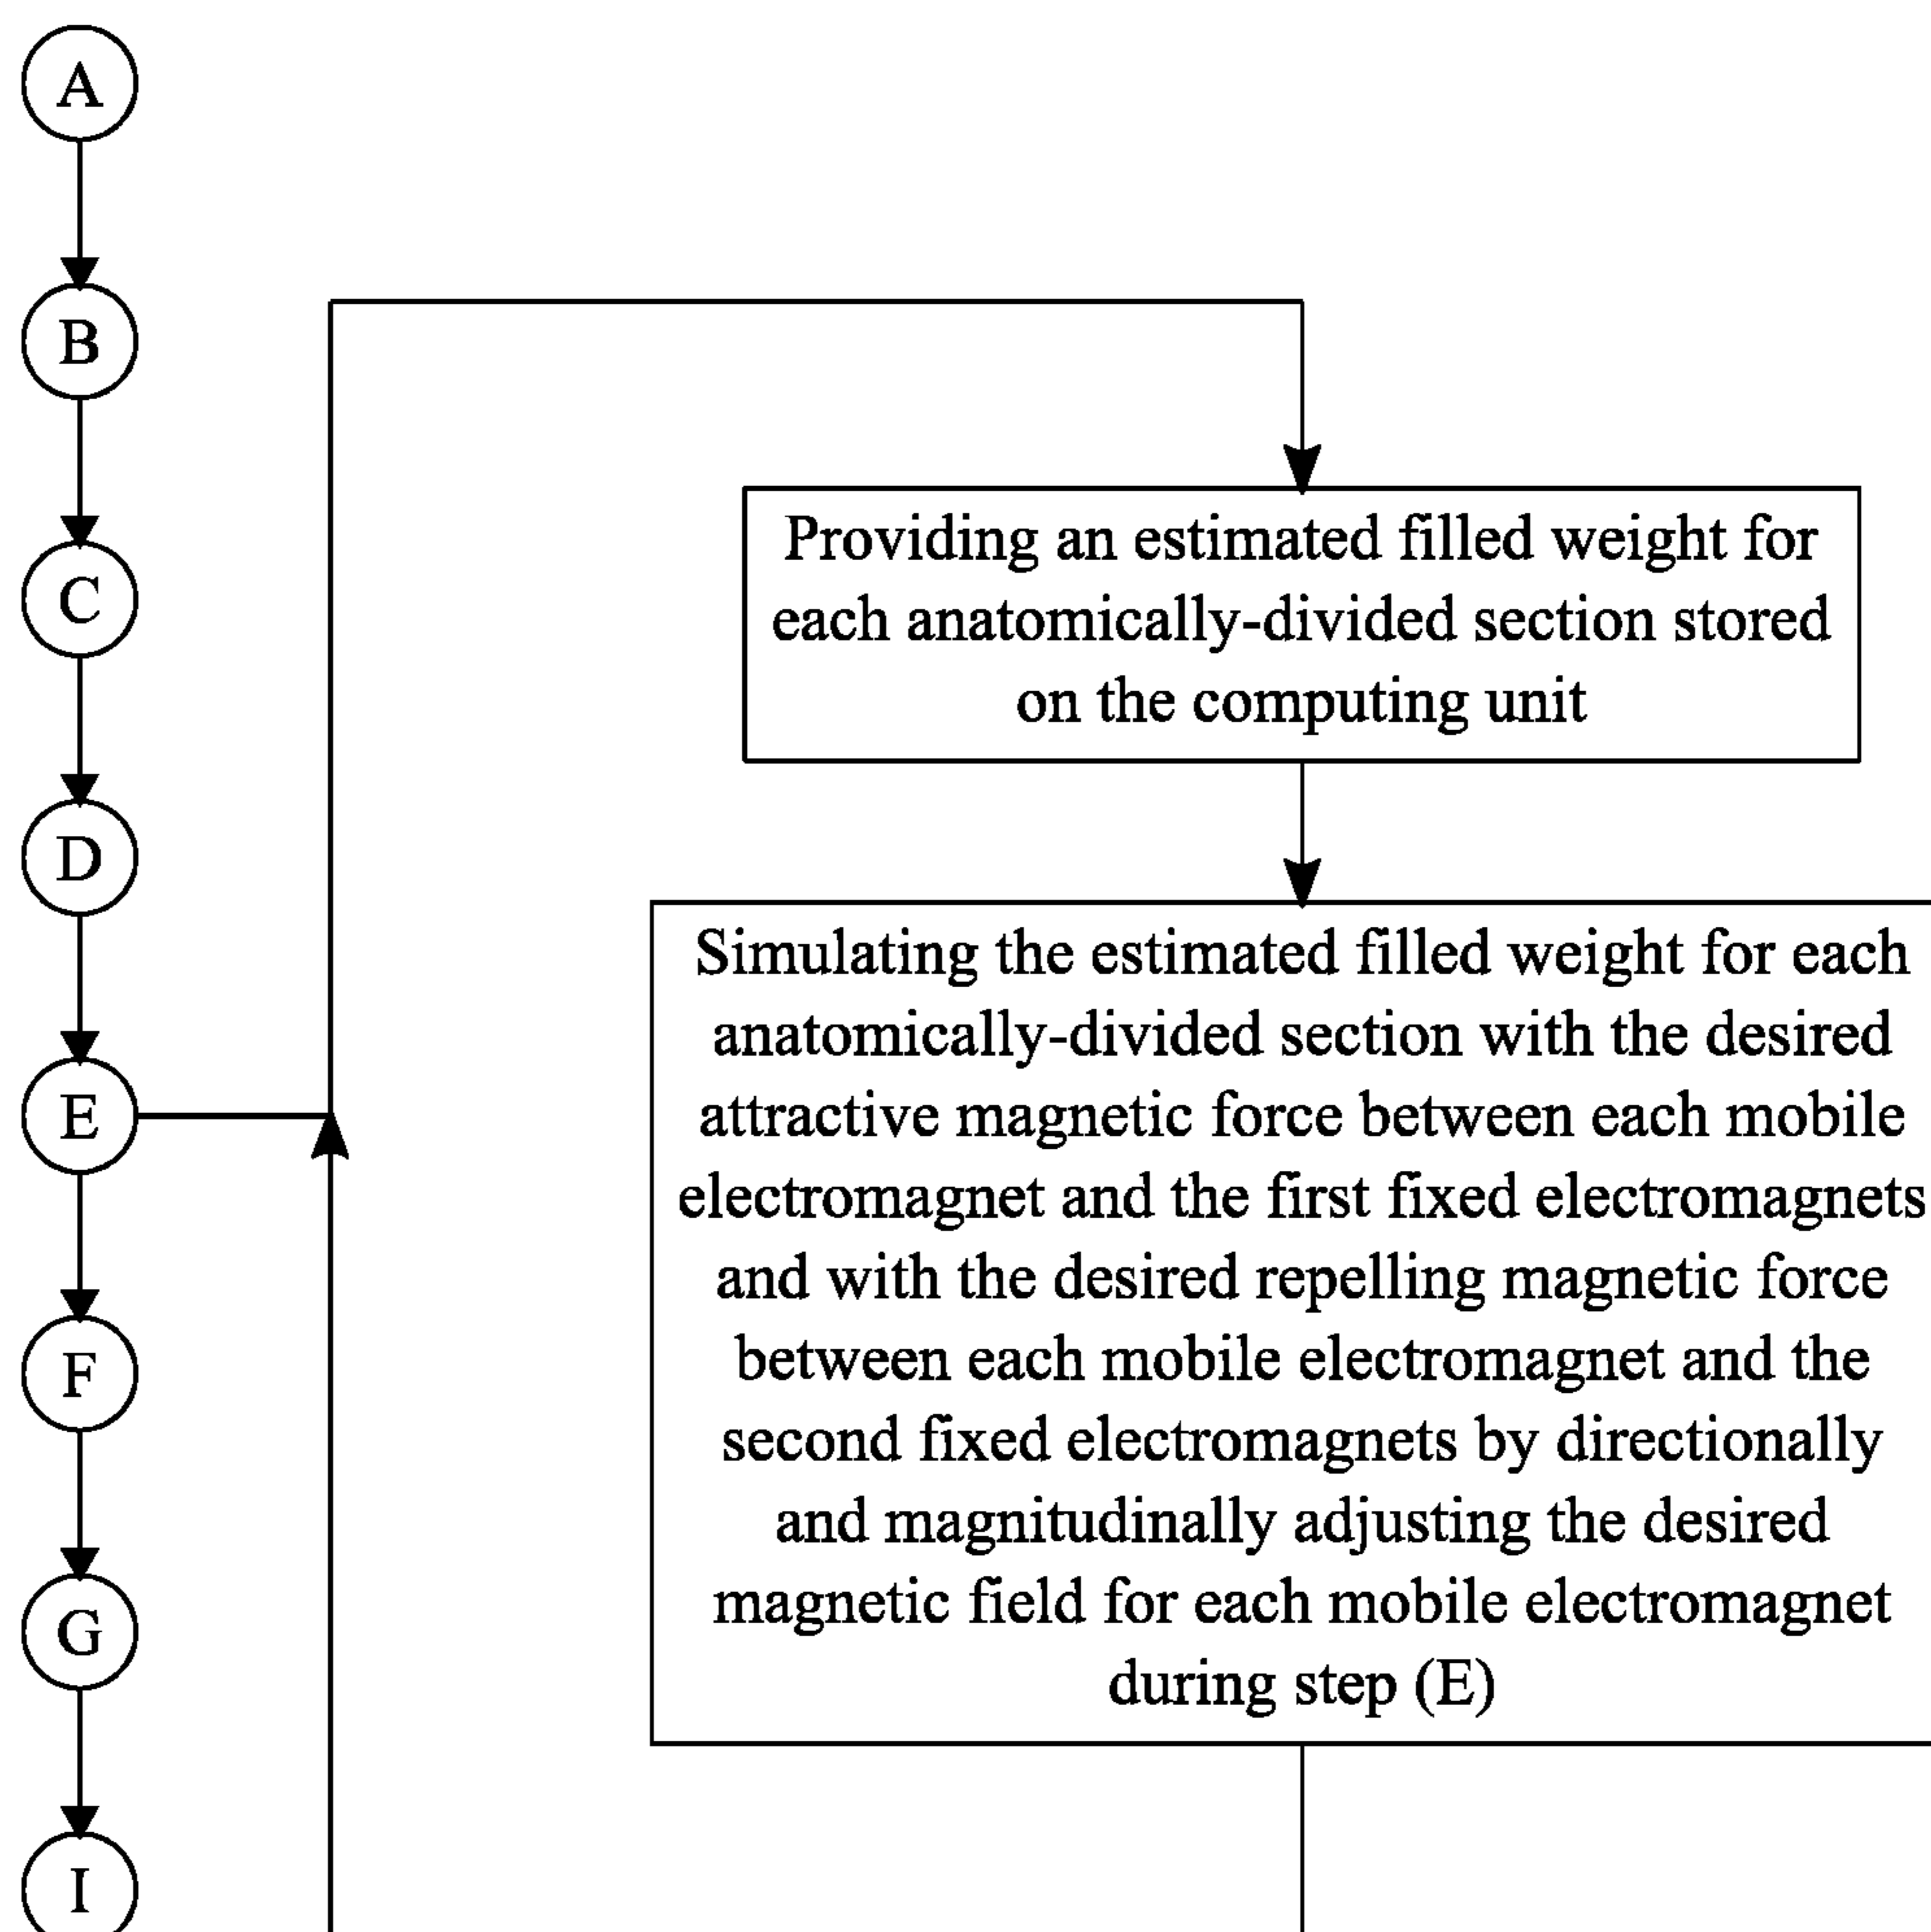 A
B
C
D
E
F
G
I
Providing an estimated filled weight for
each anatomically-divided section stored
on the computing unit
Simulating the estimated filled weight for each
anatomically-divided section with the desired
attractive magnetic force between each mobile
electromagnet and the first fixed electromagnets
and with the desired repelling magnetic force
between each mobile electromagnet and the
second fixed electromagnets by directionally
and magnitudinally adjusting the desired
magnetic field for each mobile electromagnet
during step (E)